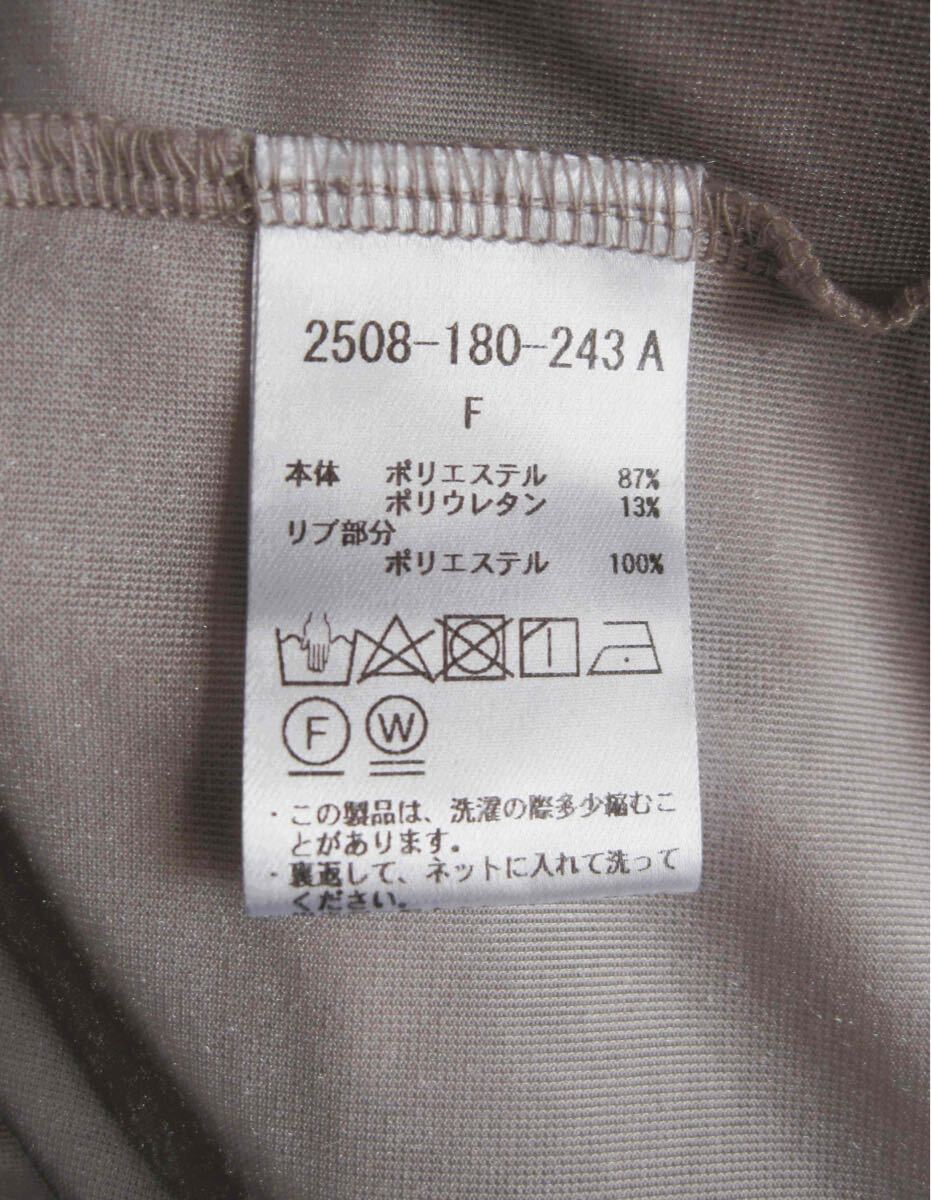 2508-180-243 A
F
本体 ポリエステル 87%
ポリウレタン 13%
リブ部分
ポリエステル 100%
F W
・この製品は、洗濯の際多少縮むこ
とがあります。
・裏返して、ネットに入れて洗って
ください。